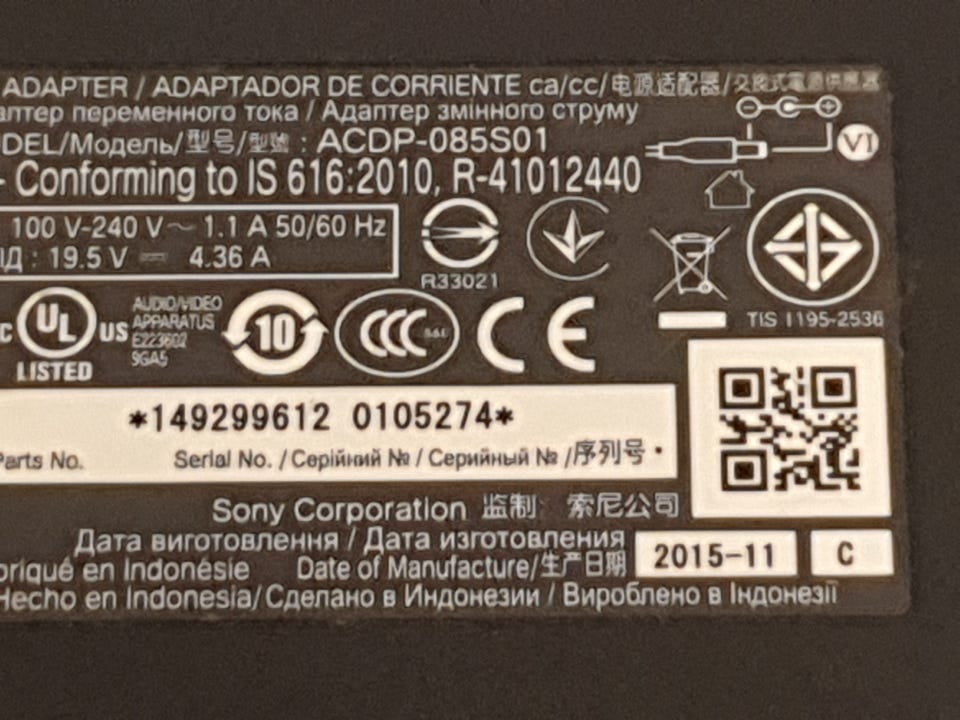 ADAPTER / ADAPTADOR DE CORRIENTE ca/cc/电源适配器/交換式電源供應器
аптер переменного тока / Адаптер змінного струму
DEL/Модель/型号/型號 : ACDP-085S01
VI
- Conforming to IS 616:2010, R-41012440
100 V-240 V ~ 1.1 A 50/60 Hz
ІД : 19.5 V ⎓ 4.36 A
R33021
TIS 1195-2536
c UL US
LISTED
AUDIO/VIDEO
APPARATUS
E223602
9GA5
10
CCC
CE
*149299612 0105274*
Parts No. Serial No. / Серійний № / Серийный № /序列号
Sony Corporation 监制 索尼公司
Дата виготовлення / Дата изготовления
briqué en Indonésie Date of Manufacture/生产日期
2015-11 C
Hecho en Indonesia/Сделано в Индонезии / Вироблено в Індонезії